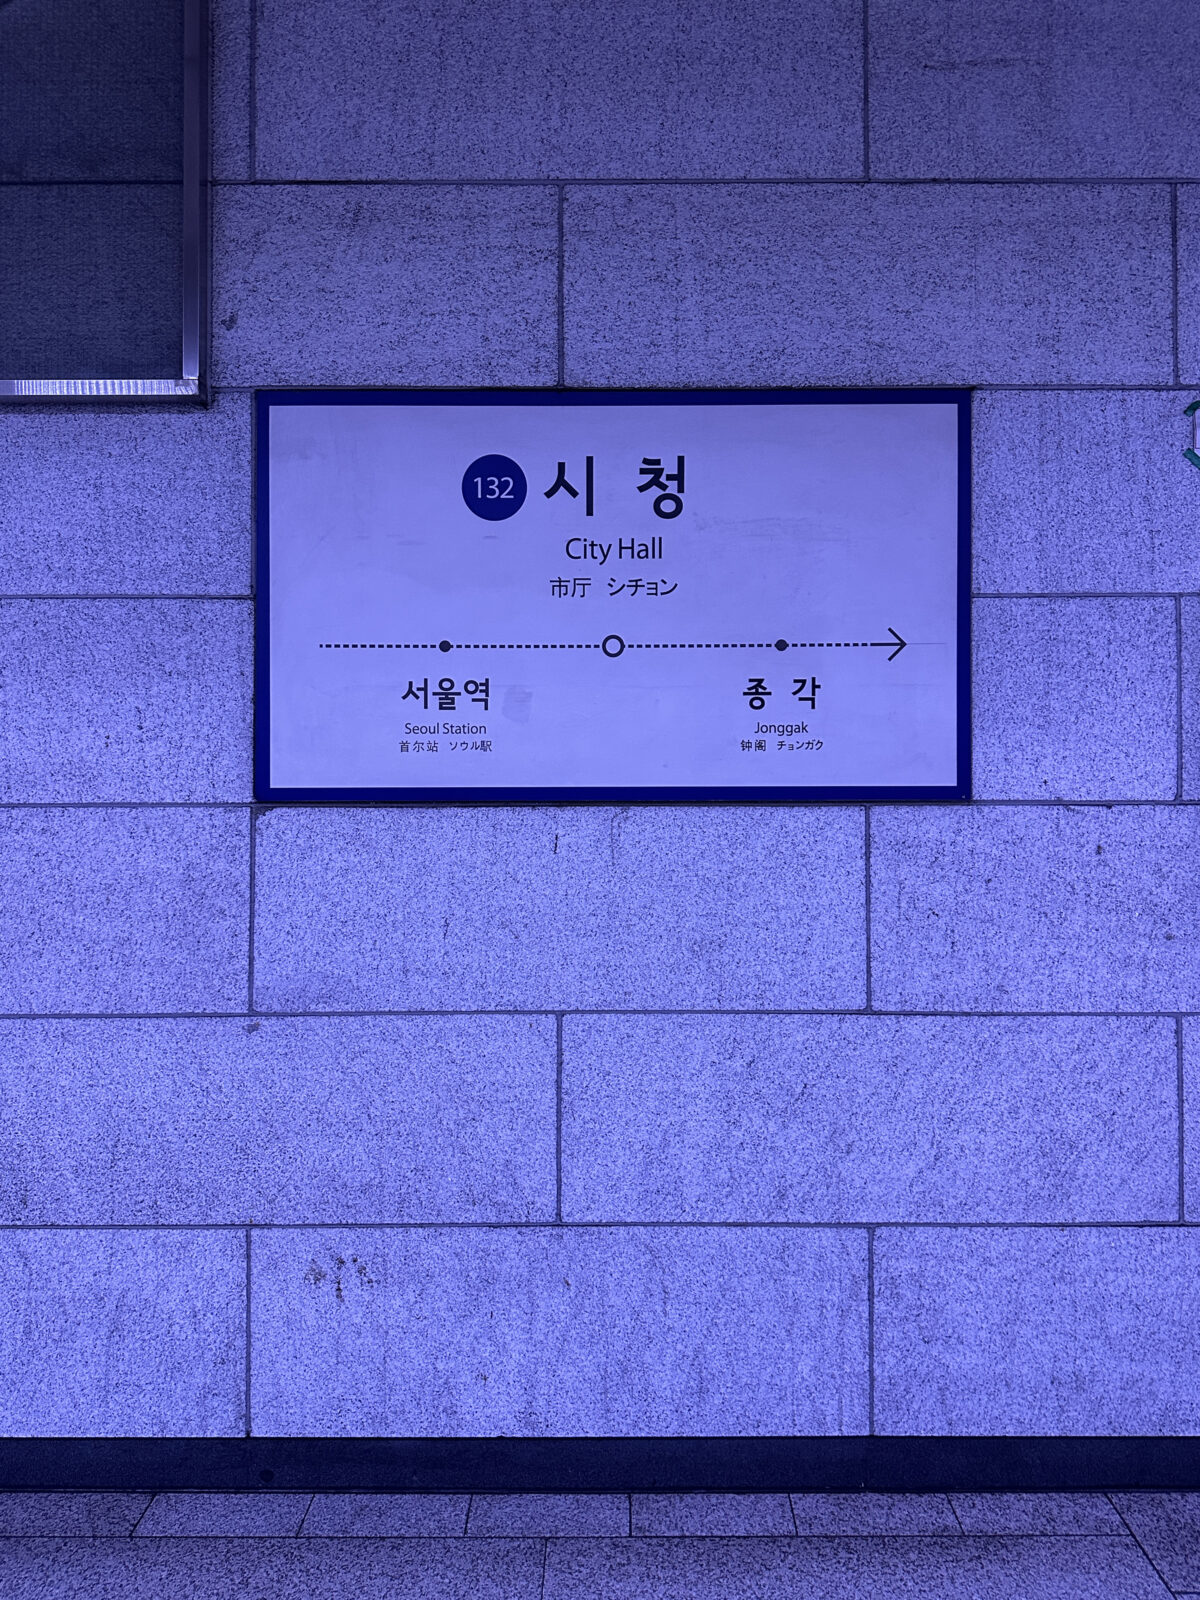 132 시 청
City Hall
市厅 シチョン
서울역
Seoul Station
首尔站 ソウル駅
종 각
Jonggak
钟阁 チョンガク